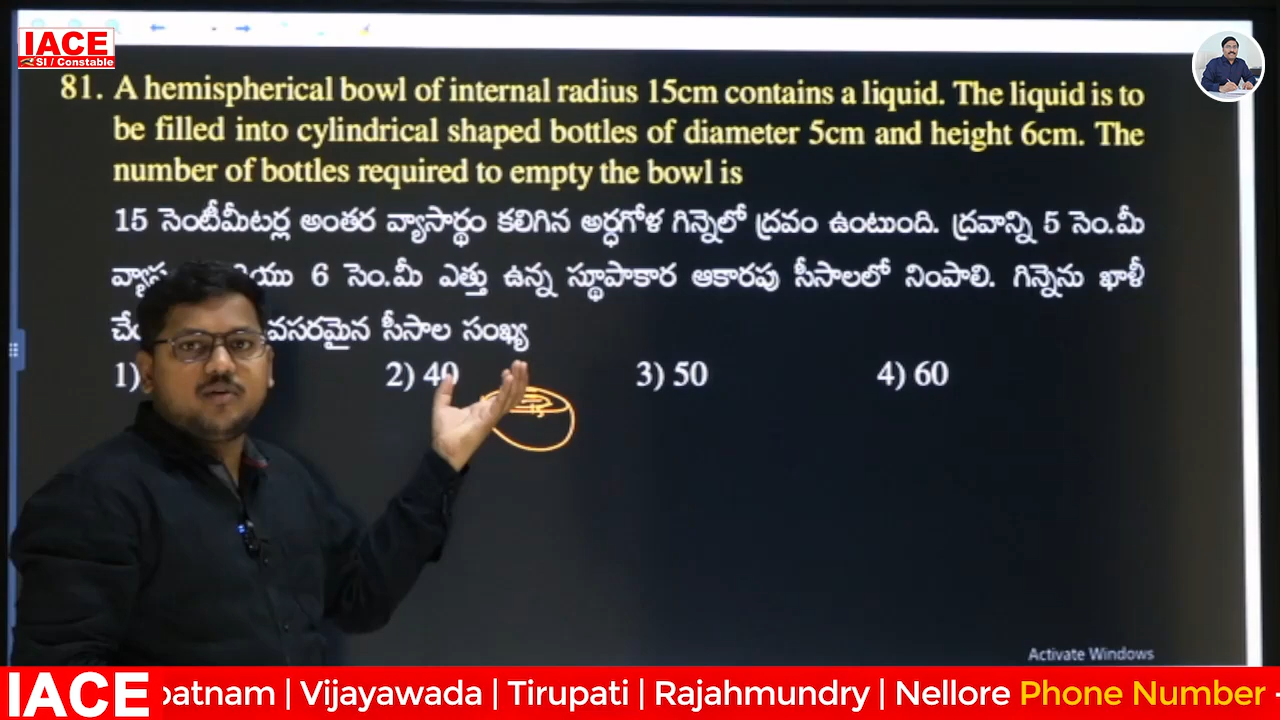 IACE
SI / Constable
81. A hemispherical bowl of internal radius 15cm contains a liquid. The liquid is to
be filled into cylindrical shaped bottles of diameter 5cm and height 6cm. The
number of bottles required to empty the bowl is
15 సెంటీమీటర్ల అంతర వ్యాసార్థం కలిగిన అర్ధగోళ గిన్నెలో ద్రవం ఉంటుంది. ద్రవాన్ని 5 సెం.మీ
6 సెం.మీ ఎత్తు ఉన్న స్థూపాకార ఆకారపు సీసాలలో నింపాలి. గిన్నెను ఖాళీ
సీసాల సంఖ్య
1) 2) 40 3) 50 4) 60
Activate Windows
IACE patnam | Vijayawada | Tirupati | Rajahmundry | Nellore Phone Number -